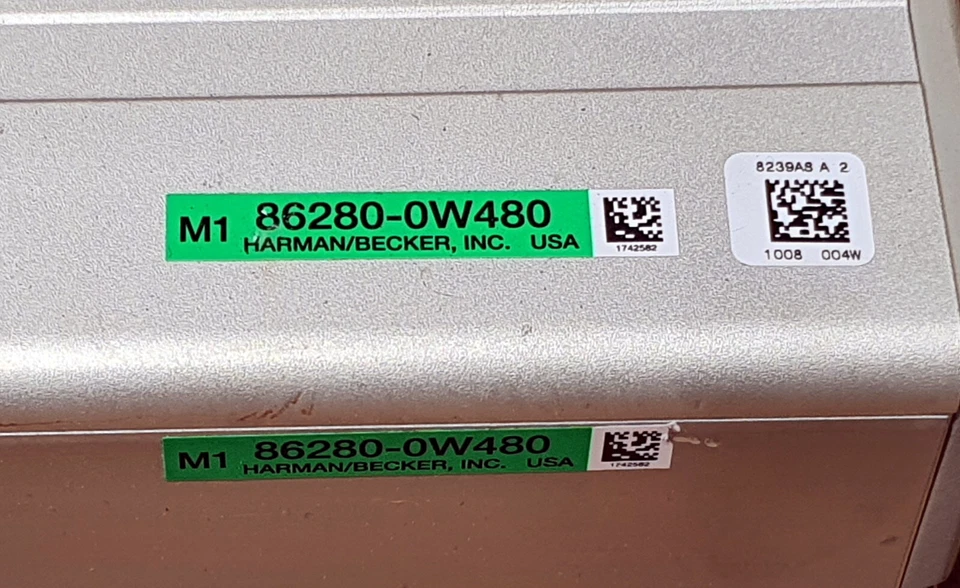 M1 86280-0W480
HARMAN/BECKER, INC. USA
1742582
8239A8 A 2
1008 004W
M1 86280-0W480
HARMAN/BECKER, INC. USA
1742582